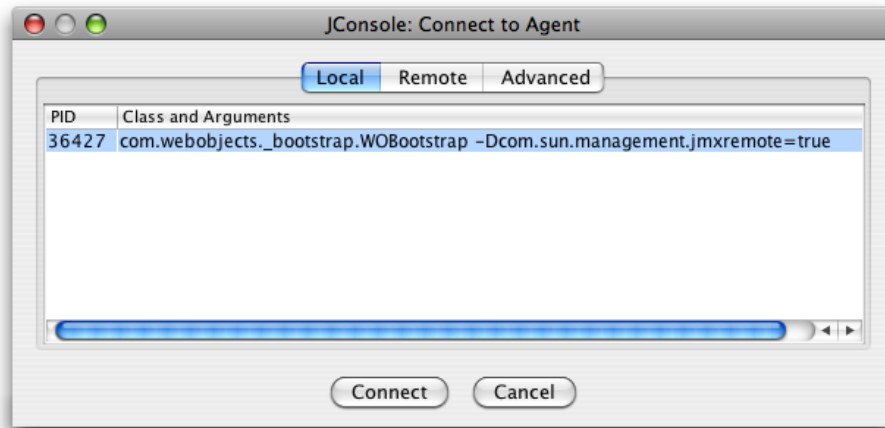 JConsole: Connect to Agent
Local Remote Advanced
PID Class and Arguments
36427 com.webobjects._bootstrap.WOBootstrap -Dcom.sun.management.jmxremote=true
Connect Cancel